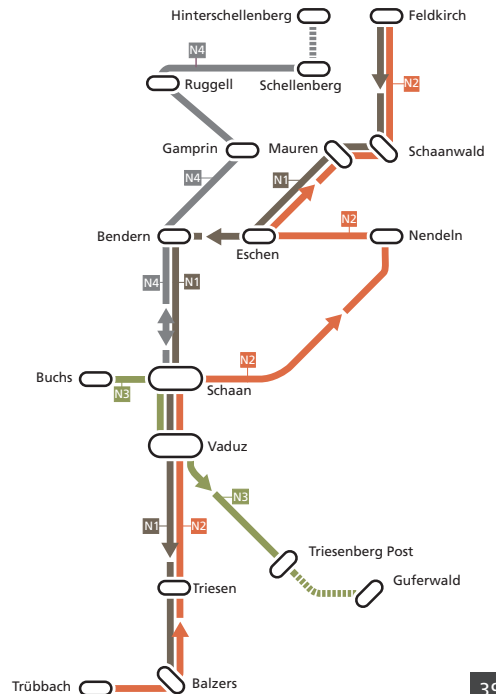 Hinterschellenberg
Feldkirch
N4
Ruggell
Schellenberg
N2
Gamprin
Mauren
Schaanwald
N4
N1
Bendern
Eschen
N2
Nendeln
N4
N1
Buchs
N3
Schaan
N2
Vaduz
N3
N1
N2
Triesenberg Post
Triesen
Guferwald
Trübbach
Balzers